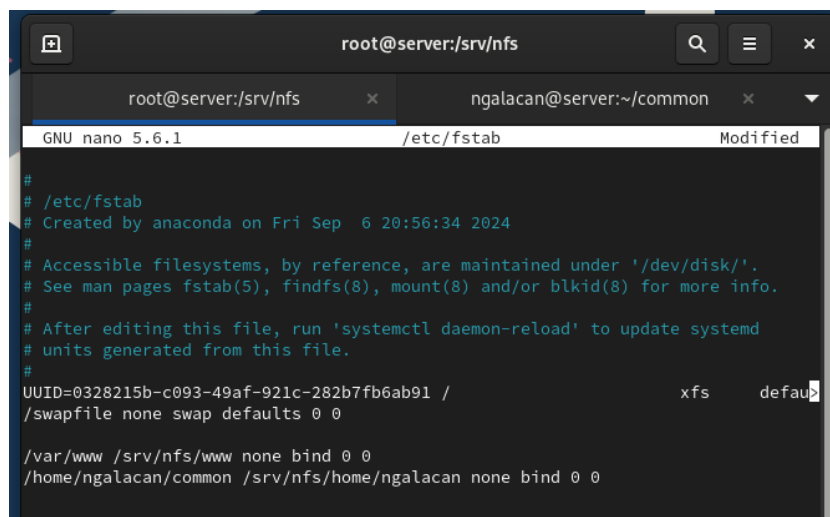 root@server:/srv/nfs
root@server:/srv/nfs ngalacan@server:~/common
GNU nano 5.6.1 /etc/fstab Modified
#
# /etc/fstab
# Created by anaconda on Fri Sep  6 20:56:34 2024
#
# Accessible filesystems, by reference, are maintained under '/dev/disk/'.
# See man pages fstab(5), findfs(8), mount(8) and/or blkid(8) for more info.
#
# After editing this file, run 'systemctl daemon-reload' to update systemd
# units generated from this file.
#
UUID=0328215b-c093-49af-921c-282b7fb6ab91 / xfs defau>
/swapfile none swap defaults 0 0
/var/www /srv/nfs/www none bind 0 0
/home/ngalacan/common /srv/nfs/home/ngalacan none bind 0 0